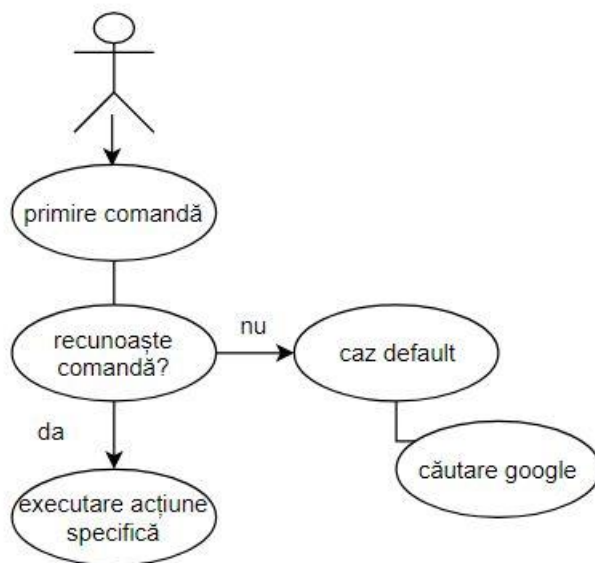 primire comandă
recunoaște
comandă?
nu
caz default
da
căutare google
executare acțiune
specifică